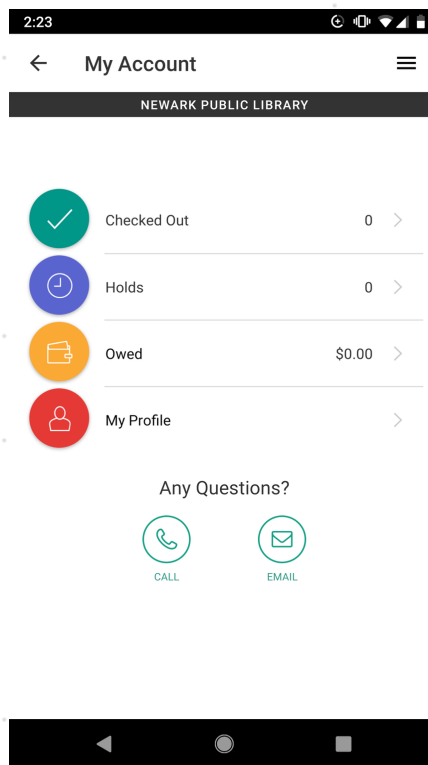 2:23
My Account
NEWARK PUBLIC LIBRARY
Checked Out 0
Holds 0
Owed $0.00
My Profile
Any Questions?
CALL EMAIL